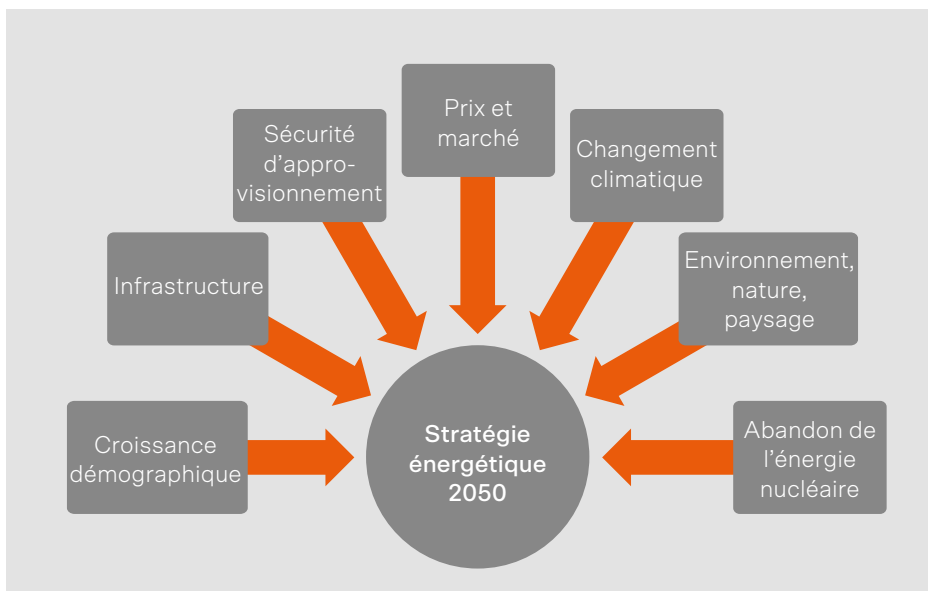 Prix et
marché
Sécurité
d'appro-
visionnement
Changement
climatique
Infrastructure
Environnement,
nature,
paysage
Croissance
démographique
Stratégie
énergétique
2050
Abandon de
l'énergie
nucléaire